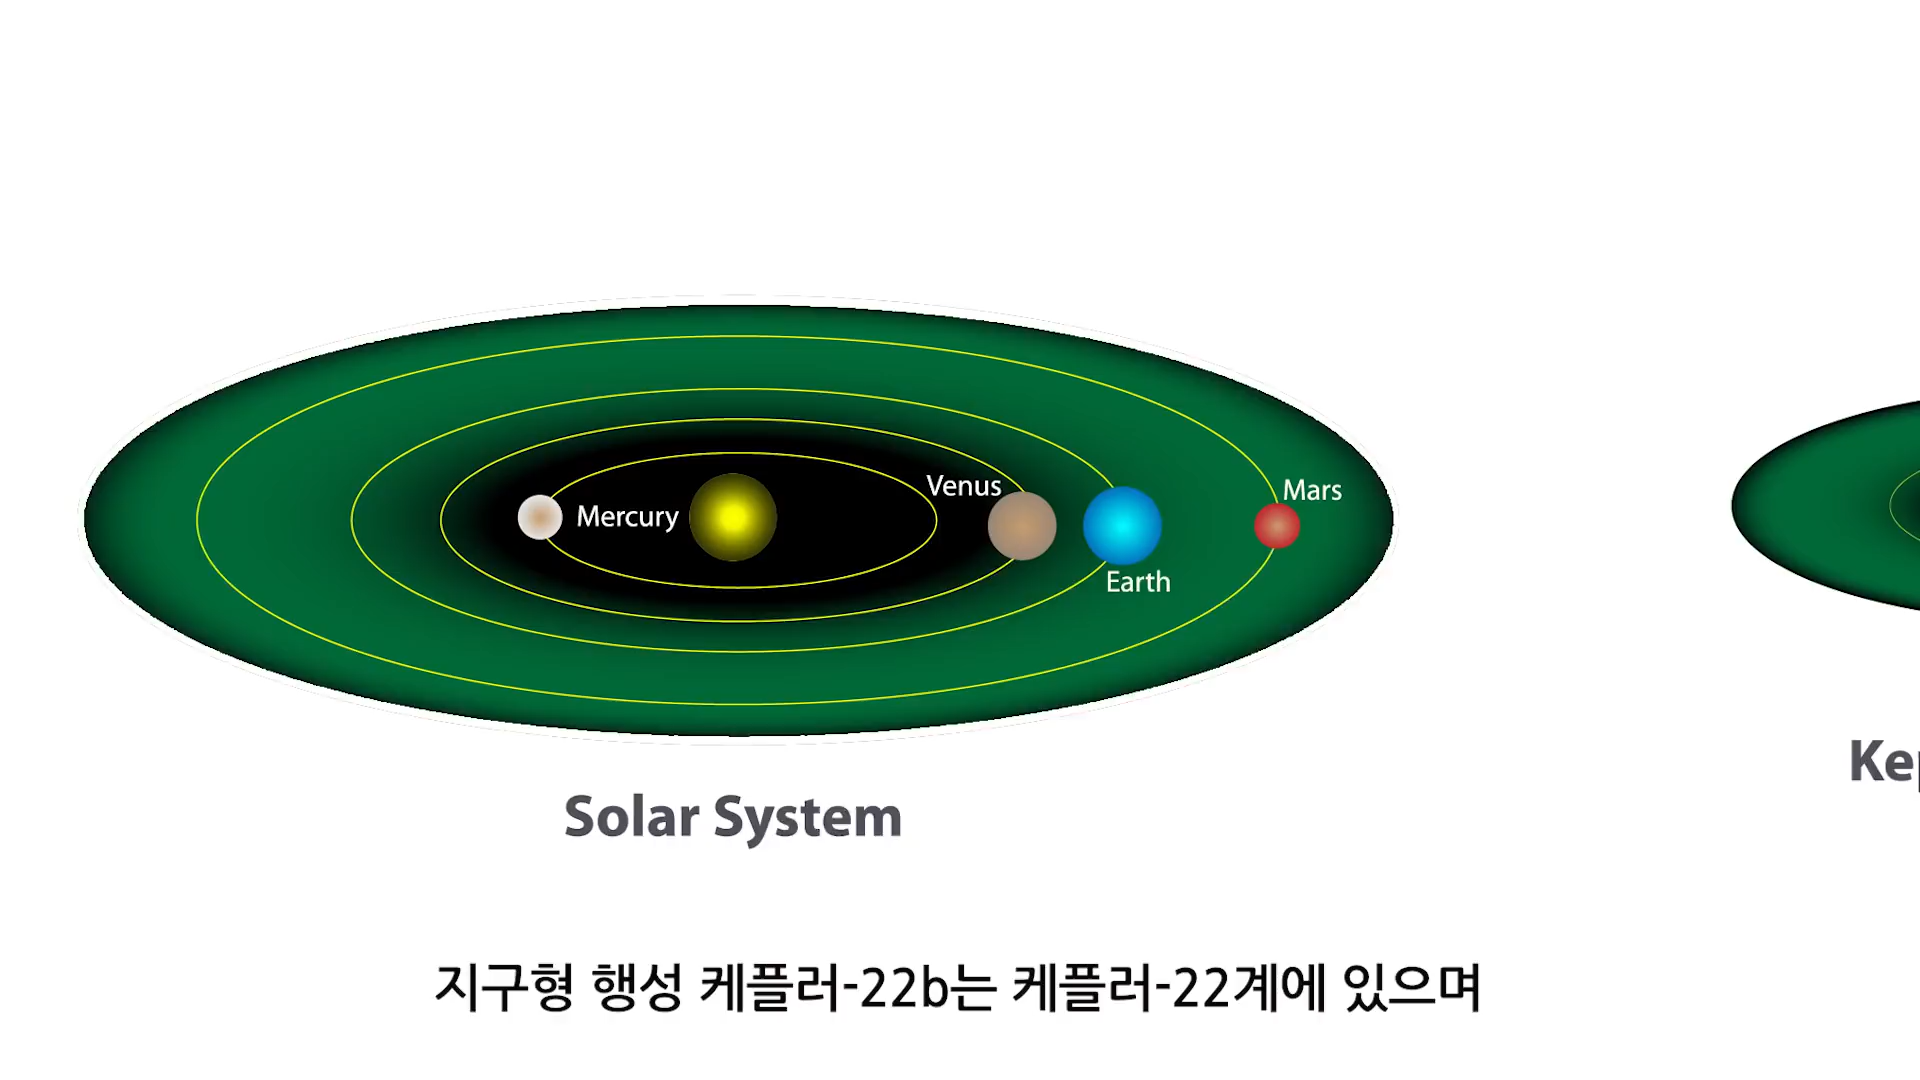 Venus
Mars
Mercury
Earth
Solar System
지구형 행성 케플러-22b는 케플러-22계에 있으며